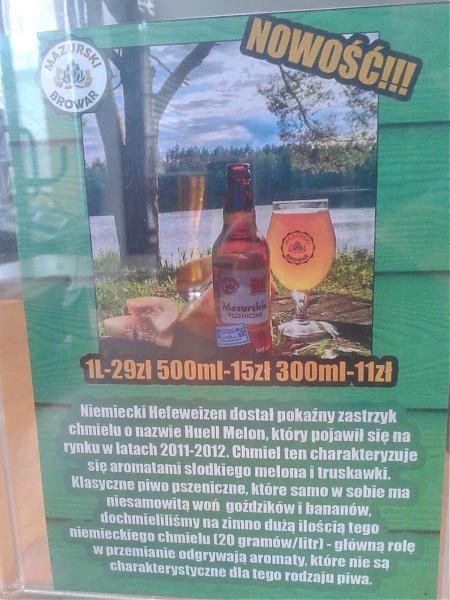 MAZURSKI
BROWAR
NOWOŚĆ!!!
MAZURSKI
BROWAR
Mazurskie
PSZENICZNE
1L-29zł 500ml-15zł 300ml-11zł
Niemiecki Hefeweizen dostał pokaźny zastrzyk
chmielu o nazwie Huell Melon, który pojawił się na
rynku w latach 2011-2012. Chmiel ten charakteryzuje
się aromatami slodkiego melona i truskawki.
Klasyczne piwo pszeniczne, które samo w sobie ma
niesamowitą woń goździków i bananów,
dochmieliliśmy na zimno dużą ilością tego
niemieckiego chmielu (20 gramów/litr) - główną rolę
w przemianie odgrywają aromaty, które nie są
charakterystyczne dla tego rodzaju piwa.